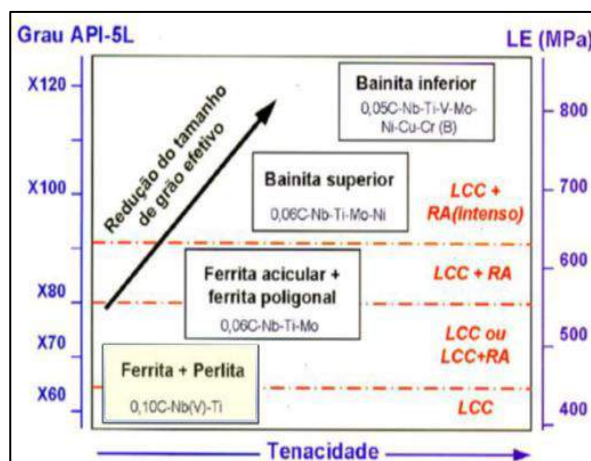 Grau API-5L
LE (MPa)
X120
X100
X80
X70
X60
800
700
600
500
400
Redução do tamanho
de grão efetivo
Bainita inferior
0,05C-Nb-Ti-V-Mo-
Ni-Cu-Cr (B)
Bainita superior
0,06C-Nb-Ti-Mo-Ni
LCC +
RA(intenso)
Ferrita acicular +
ferrita poligonal
0,06C-Nb-Ti-Mo
LCC + RA
LCC ou
LCC+RA
Ferrita + Perlita
0,10C-Nb(V)-Ti
LCC
Tenacidade